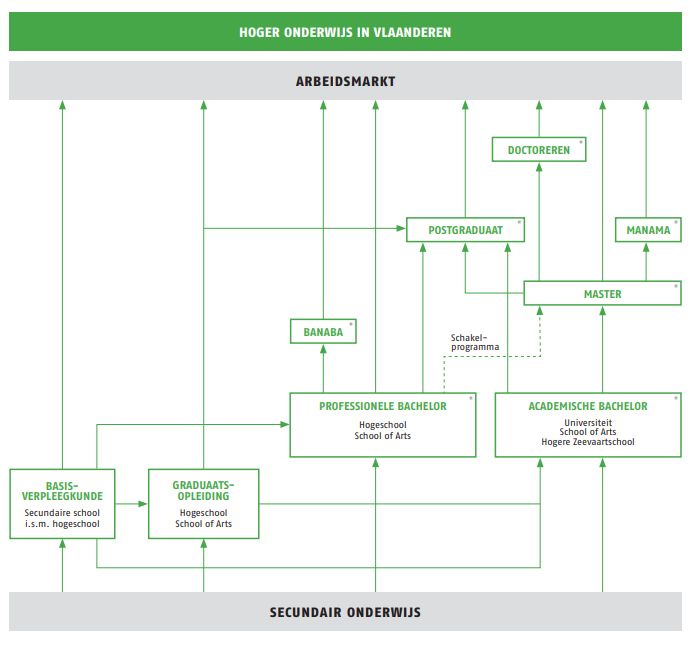 HOGER ONDERWIJS IN VLAANDEREN
ARBEIDSMARKT
DOCTOREREN *
POSTGRADUAAT *
MANAMA *
MASTER *
BANABA *
Schakel-
programma
PROFESSIONELE BACHELOR *
Hogeschool
School of Arts
ACADEMISCHE BACHELOR *
Universiteit
School of Arts
Hogere Zeevaartschool
BASIS-
VERPLEEGKUNDE
Secundaire school
i.s.m. hogeschool
GRADUAATS-
OPLEIDING
Hogeschool
School of Arts
SECUNDAIR ONDERWIJS